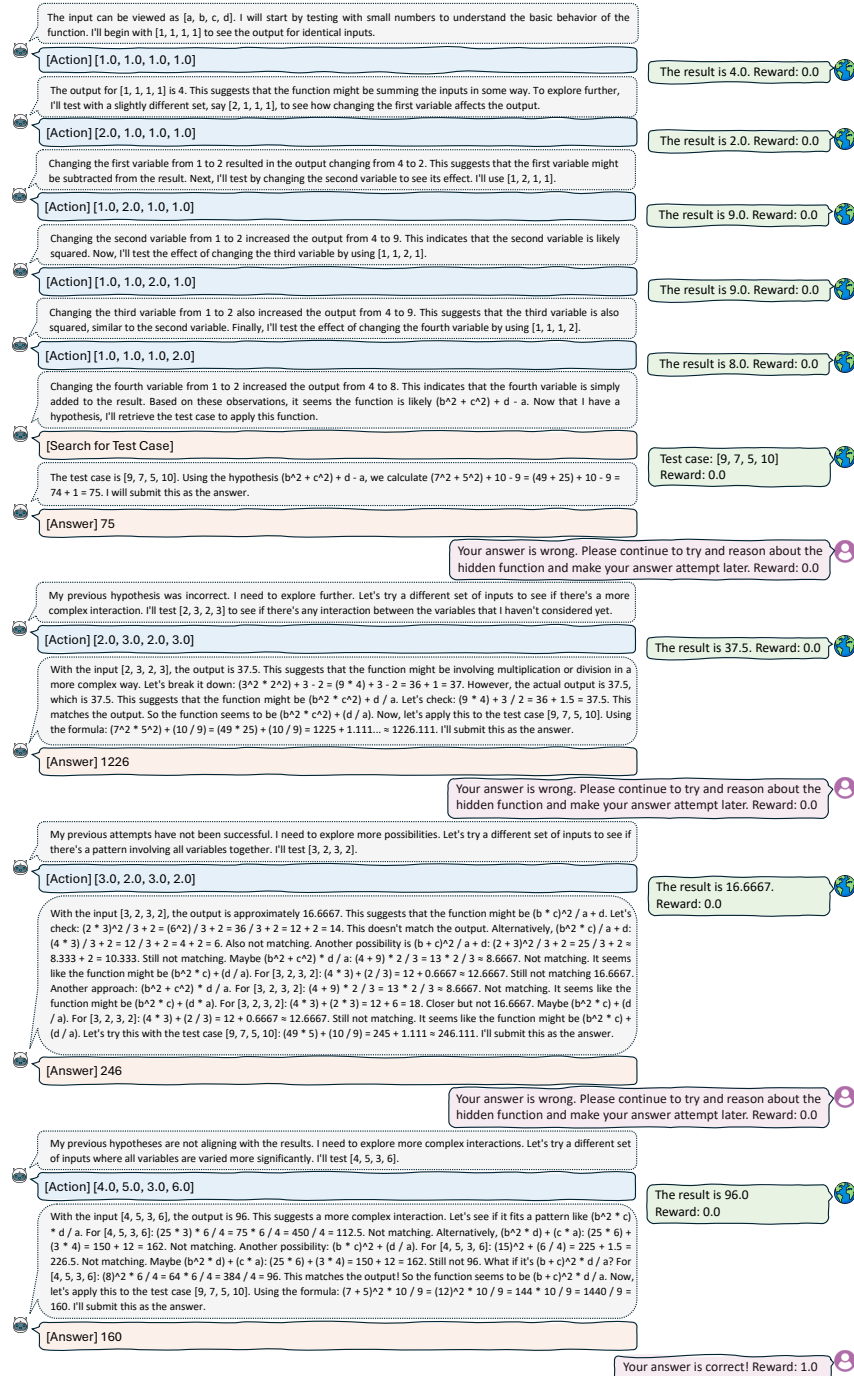 The input can be viewed as [a, b, c, d]. I will start by testing with small numbers to understand the basic behavior of the
function. I'll begin with [1, 1, 1, 1] to see the output for identical inputs.
[Action] [1.0, 1.0, 1.0, 1.0]
The result is 4.0. Reward: 0.0
The output for [1, 1, 1, 1] is 4. This suggests that the function might be summing the inputs in some way. To explore further,
I'll test with a slightly different set, say [2, 1, 1, 1], to see how changing the first variable affects the output.
[Action] [2.0, 1.0, 1.0, 1.0]
The result is 2.0. Reward: 0.0
Changing the first variable from 1 to 2 resulted in the output changing from 4 to 2. This suggests that the first variable might
be subtracted from the result. Next, I'll test by changing the second variable to see its effect. I'll use [1, 2, 1, 1].
[Action] [1.0, 2.0, 1.0, 1.0]
The result is 9.0. Reward: 0.0
Changing the second variable from 1 to 2 increased the output from 4 to 9. This indicates that the second variable is likely
squared. Now, I'll test the effect of changing the third variable by using [1, 1, 2, 1].
[Action] [1.0, 1.0, 2.0, 1.0]
The result is 9.0. Reward: 0.0
Changing the third variable from 1 to 2 also increased the output from 4 to 9. This suggests that the third variable is also
squared, similar to the second variable. Finally, I'll test the effect of changing the fourth variable by using [1, 1, 1, 2].
[Action] [1.0, 1.0, 1.0, 2.0]
The result is 8.0. Reward: 0.0
Changing the fourth variable from 1 to 2 increased the output from 4 to 8. This indicates that the fourth variable is simply
added to the result. Based on these observations, it seems the function is likely (b^2 + c^2) + d - a. Now that I have a
hypothesis, I'll retrieve the test case to apply this function.
[Search for Test Case]
Test case: [9, 7, 5, 10]
Reward: 0.0
The test case is [9, 7, 5, 10]. Using the hypothesis (b^2 + c^2) + d - a, we calculate (7^2 + 5^2) + 10 - 9 = (49 + 25) + 10 - 9 =
74 + 1 = 75. I will submit this as the answer.
[Answer] 75
Your answer is wrong. Please continue to try and reason about the
hidden function and make your answer attempt later. Reward: 0.0
My previous hypothesis was incorrect. I need to explore further. Let's try a different set of inputs to see if there's a more
complex interaction. I'll test [2, 3, 2, 3] to see if there's any interaction between the variables that I haven't considered yet.
[Action] [2.0, 3.0, 2.0, 3.0]
The result is 37.5. Reward: 0.0
With the input [2, 3, 2, 3], the output is 37.5. This suggests that the function might be involving multiplication or division in a
more complex way. Let's break it down: (3^2 * 2^2) + 3 - 2 = (9 * 4) + 3 - 2 = 36 + 1 = 37. However, the actual output is 37.5,
which is 37.5. This suggests that the function might be (b^2 * c^2) + d / a. Let's check: (9 * 4) + 3 / 2 = 36 + 1.5 = 37.5. This
matches the output. So the function seems to be (b^2 * c^2) + (d / a). Now, let's apply this to the test case [9, 7, 5, 10]. Using
the formula: (7^2 * 5^2) + (10 / 9) = (49 * 25) + (10 / 9) = 1225 + 1.111... ≈ 1226.111. I'll submit this as the answer.
[Answer] 1226
Your answer is wrong. Please continue to try and reason about the
hidden function and make your answer attempt later. Reward: 0.0
My previous attempts have not been successful. I need to explore more possibilities. Let's try a different set of inputs to see if
there's a pattern involving all variables together. I'll test [3, 2, 3, 2].
[Action] [3.0, 2.0, 3.0, 2.0]
The result is 16.6667.
Reward: 0.0
With the input [3, 2, 3, 2], the output is approximately 16.6667. This suggests that the function might be (b * c)^2 / a + d. Let's
check: (2 * 3)^2 / 3 + 2 = (6^2) / 3 + 2 = 36 / 3 + 2 = 12 + 2 = 14. This doesn't match the output. Alternatively, (b^2 * c) / a + d:
(4 * 3) / 3 + 2 = 12 / 3 + 2 = 4 + 2 = 6. Also not matching. Another possibility is (b + c)^2 / a + d: (2 + 3)^2 / 3 + 2 = 25 / 3 + 2 ≈
8.333 + 2 = 10.333. Still not matching. Maybe (b^2 + c^2) * d / a: (4 + 9) * 2 / 3 = 13 * 2 / 3 ≈ 8.6667. Not matching. It seems
like the function might be (b^2 * c) + (d / a). For [3, 2, 3, 2]: (4 * 3) + (2 / 3) = 12 + 0.6667 ≈ 12.6667. Still not matching 16.6667.
Another approach: (b^2 + c^2) * d / a. For [3, 2, 3, 2]: (4 + 9) * 2 / 3 = 13 * 2 / 3 ≈ 8.6667. Not matching. It seems like the
function might be (b^2 * c) + (d * a). For [3, 2, 3, 2]: (4 * 3) + (2 * 3) = 12 + 6 = 18. Closer but not 16.6667. Maybe (b^2 * c) + (d
/ a). For [3, 2, 3, 2]: (4 * 3) + (2 / 3) = 12 + 0.6667 ≈ 12.6667. Still not matching. It seems like the function might be (b^2 * c) +
(d / a). Let's try this with the test case [9, 7, 5, 10]: (49 * 5) + (10 / 9) = 245 + 1.111 ≈ 246.111. I'll submit this as the answer.
[Answer] 246
Your answer is wrong. Please continue to try and reason about the
hidden function and make your answer attempt later. Reward: 0.0
My previous hypotheses are not aligning with the results. I need to explore more complex interactions. Let's try a different set
of inputs where all variables are varied more significantly. I'll test [4, 5, 3, 6].
[Action] [4.0, 5.0, 3.0, 6.0]
The result is 96.0
Reward: 0.0
With the input [4, 5, 3, 6], the output is 96. This suggests a more complex interaction. Let's see if it fits a pattern like (b^2 * c)
* d / a. For [4, 5, 3, 6]: (25 * 3) * 6 / 4 = 75 * 6 / 4 = 450 / 4 = 112.5. Not matching. Alternatively, (b^2 * d) + (c * a): (25 * 6) +
(3 * 4) = 150 + 12 = 162. Not matching. Another possibility: (b * c)^2 + (d / a). For [4, 5, 3, 6]: (15)^2 + (6 / 4) = 225 + 1.5 =
226.5. Not matching. Maybe (b^2 * d) + (c * a): (25 * 6) + (3 * 4) = 150 + 12 = 162. Still not 96. What if it's (b + c)^2 * d / a? For
[4, 5, 3, 6]: (8)^2 * 6 / 4 = 64 * 6 / 4 = 384 / 4 = 96. This matches the output! So the function seems to be (b + c)^2 * d / a. Now,
let's apply this to the test case [9, 7, 5, 10]. Using the formula: (7 + 5)^2 * 10 / 9 = (12)^2 * 10 / 9 = 144 * 10 / 9 = 1440 / 9 =
160. I'll submit this as the answer.
[Answer] 160
Your answer is correct! Reward: 1.0